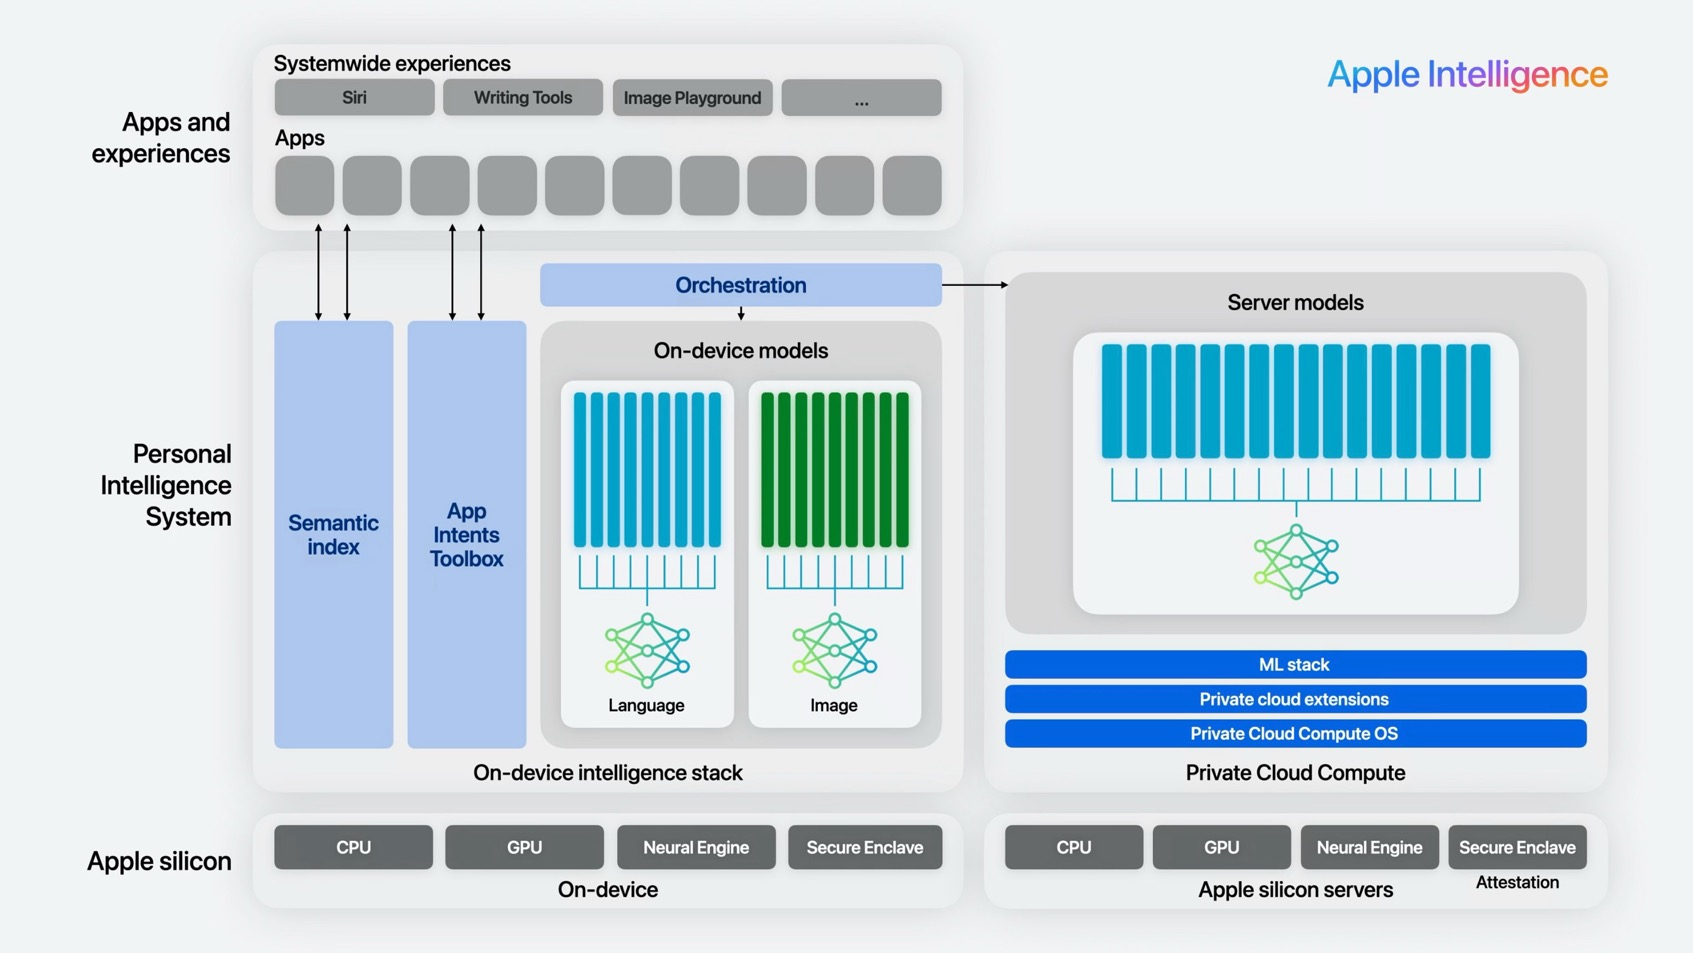 Apple Intelligence
Apps and
experiences
Systemwide experiences
Siri
Writing Tools
Image Playground
...
Apps
Personal
Intelligence
System
Semantic
index
App
Intents
Toolbox
Orchestration
On-device models
Language
Image
On-device intelligence stack
Server models
ML stack
Private cloud extensions
Private Cloud Compute OS
Private Cloud Compute
Apple silicon
CPU
GPU
Neural Engine
Secure Enclave
On-device
CPU
GPU
Neural Engine
Secure Enclave
Attestation
Apple silicon servers